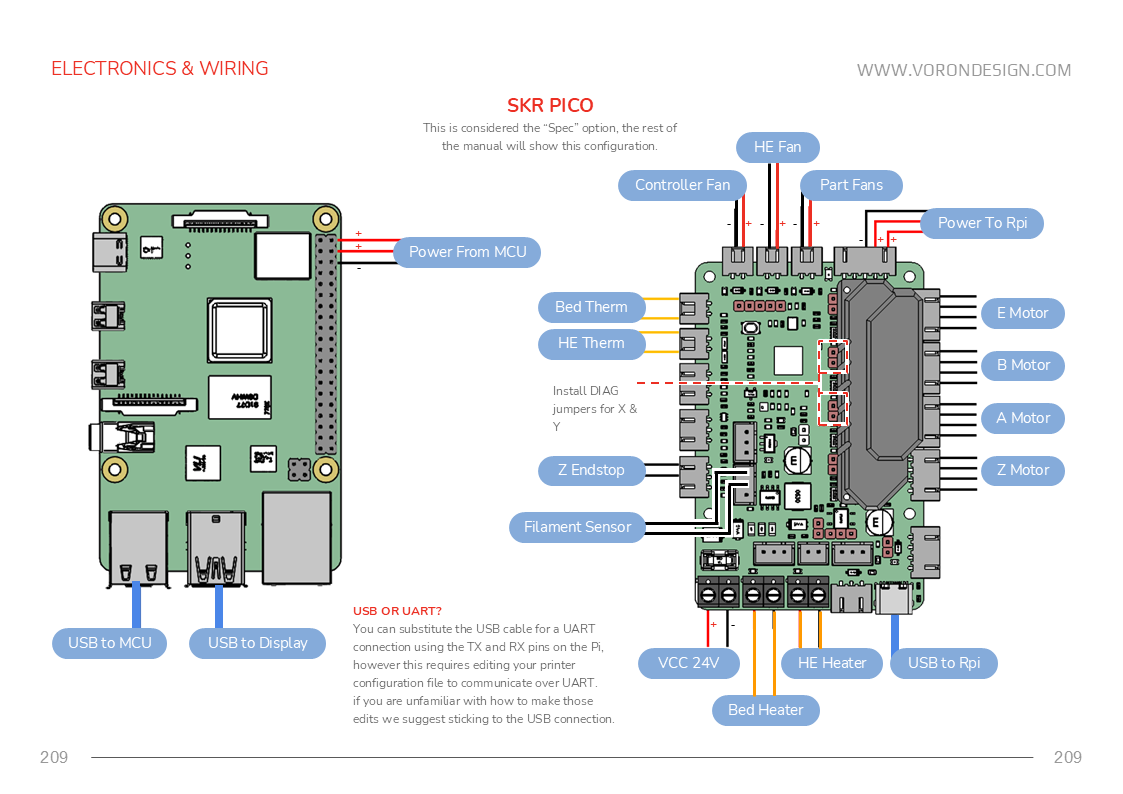 ELECTRONICS & WIRING
WWW.VORONDESIGN.COM
SKR PICO
This is considered the “Spec” option, the rest of
the manual will show this configuration.
HE Fan
Controller Fan
Part Fans
Power To Rpi
- + - + - +
- + +
+
+
-
Power From MCU
Bed Therm
HE Therm
E Motor
B Motor
A Motor
Z Motor
Install DIAG
jumpers for X &
Y
Z Endstop
Filament Sensor
+ -
USB to MCU
USB to Display
VCC 24V
HE Heater
USB to Rpi
Bed Heater
USB OR UART?
You can substitute the USB cable for a UART
connection using the TX and RX pins on the Pi,
however this requires editing your printer
configuration file to communicate over UART.
if you are unfamiliar with how to make those
edits we suggest sticking to the USB connection.
209
209